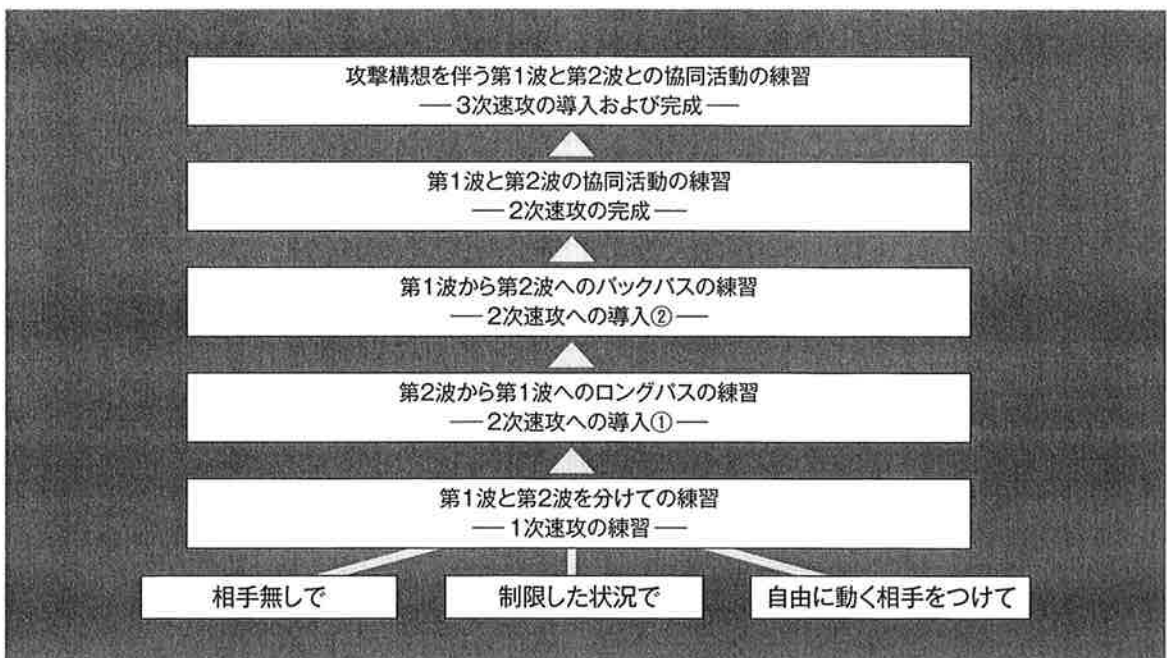 攻撃構想を伴う第1波と第2波との協同活動の練習
── 3次速攻の導入および完成 ──
第1波と第2波の協同活動の練習
── 2次速攻の完成 ──
第1波から第2波へのバックパスの練習
── 2次速攻への導入② ──
第2波から第1波へのロングパスの練習
── 2次速攻への導入① ──
第1波と第2波を分けての練習
── 1次速攻の練習 ──
相手無しで
制限した状況で
自由に動く相手をつけて